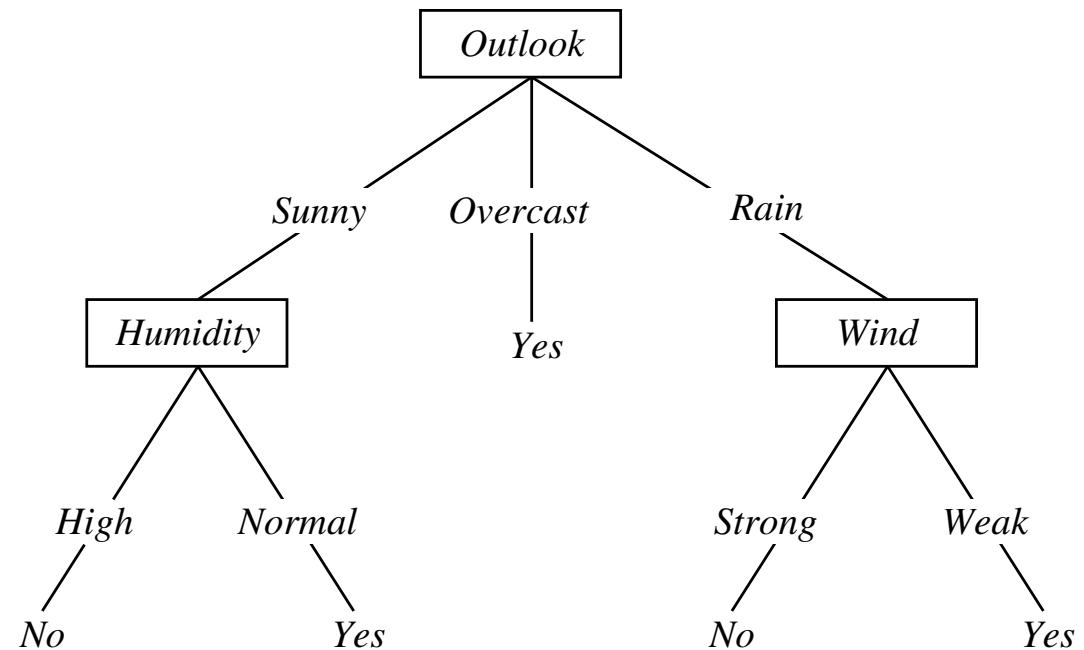 Outlook
Sunny Overcast Rain
Humidity Yes Wind
High Normal Strong Weak
No Yes No Yes